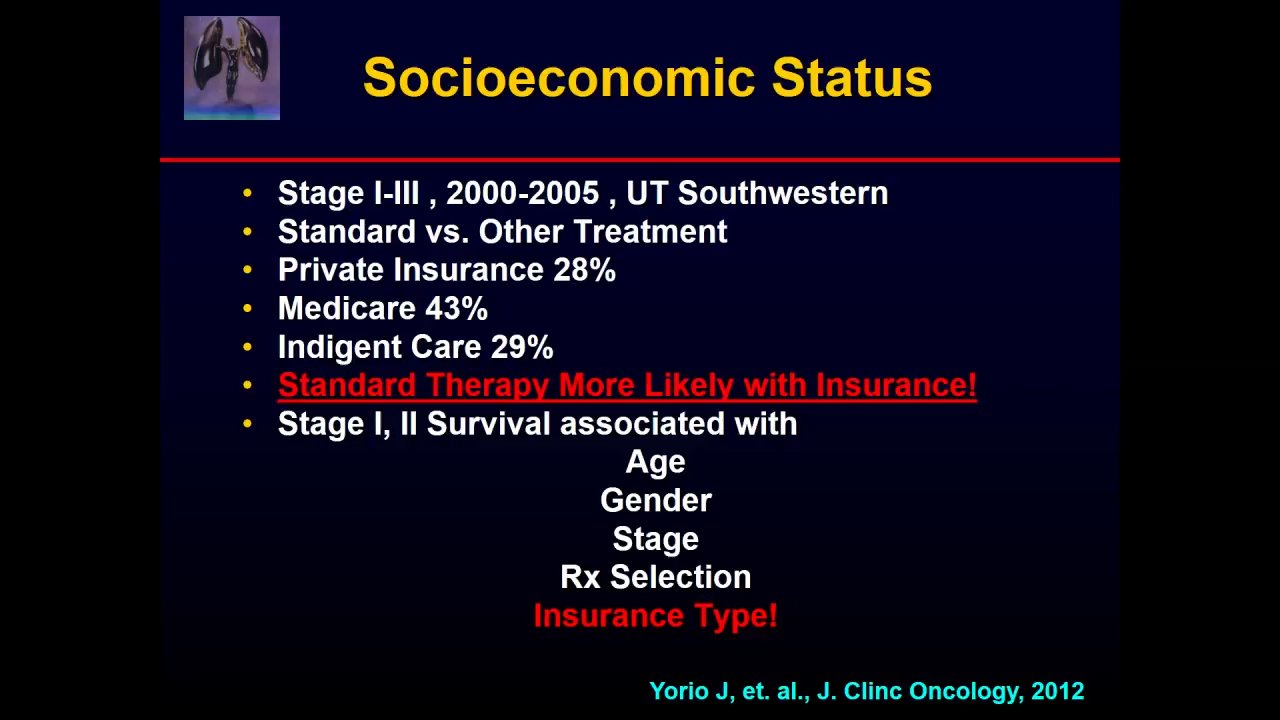 Socioeconomic Status
• Stage I-III , 2000-2005 , UT Southwestern
• Standard vs. Other Treatment
• Private Insurance 28%
• Medicare 43%
• Indigent Care 29%
• Standard Therapy More Likely with Insurance!
• Stage I, II Survival associated with
Age
Gender
Stage
Rx Selection
Insurance Type!
Yorio J, et. al., J. Clinc Oncology, 2012